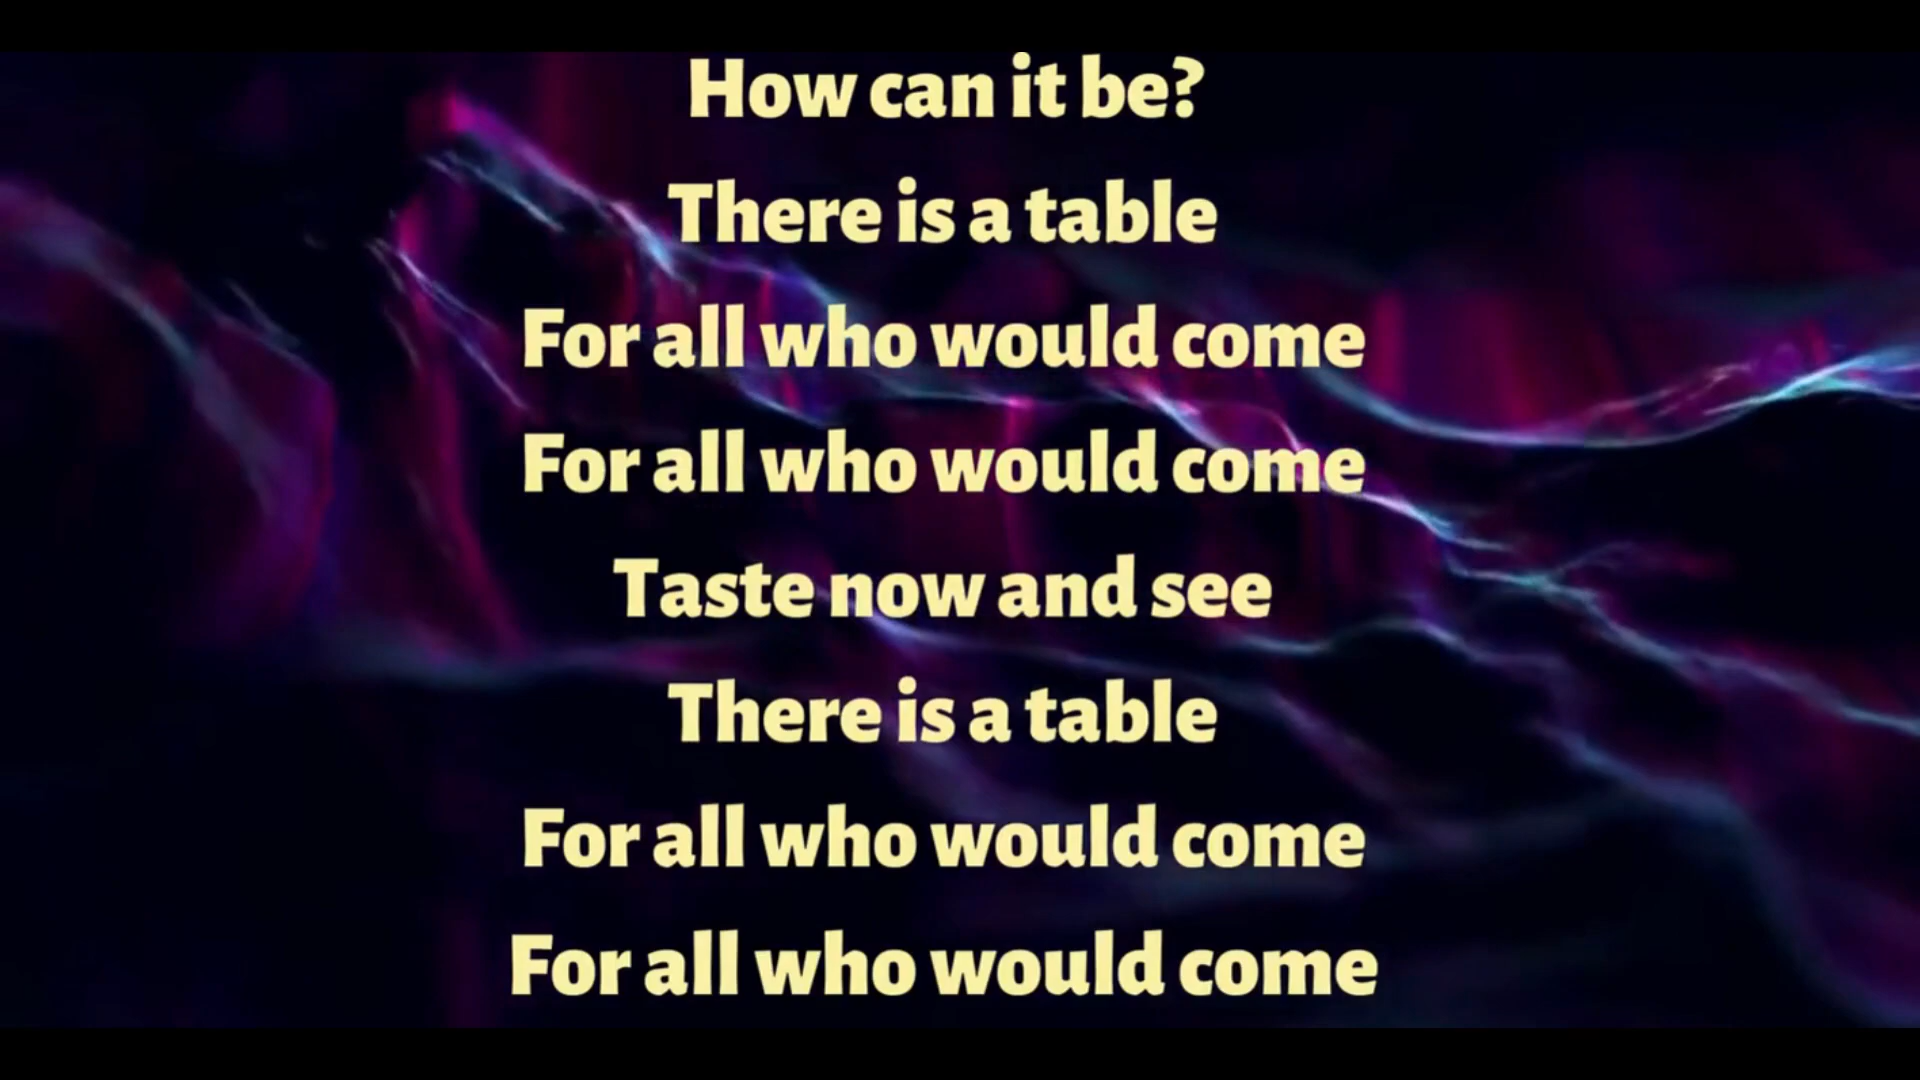 How can it be?
There is a table
For all who would come
For all who would come
Taste now and see
There is a table
For all who would come
For all who would come